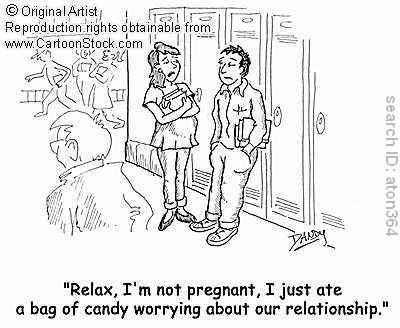 © Original Artist
Reproduction rights obtainable from
www.CartoonStock.com
search ID: aton364
DANDY
"Relax, I'm not pregnant, I just ate
a bag of candy worrying about our relationship."